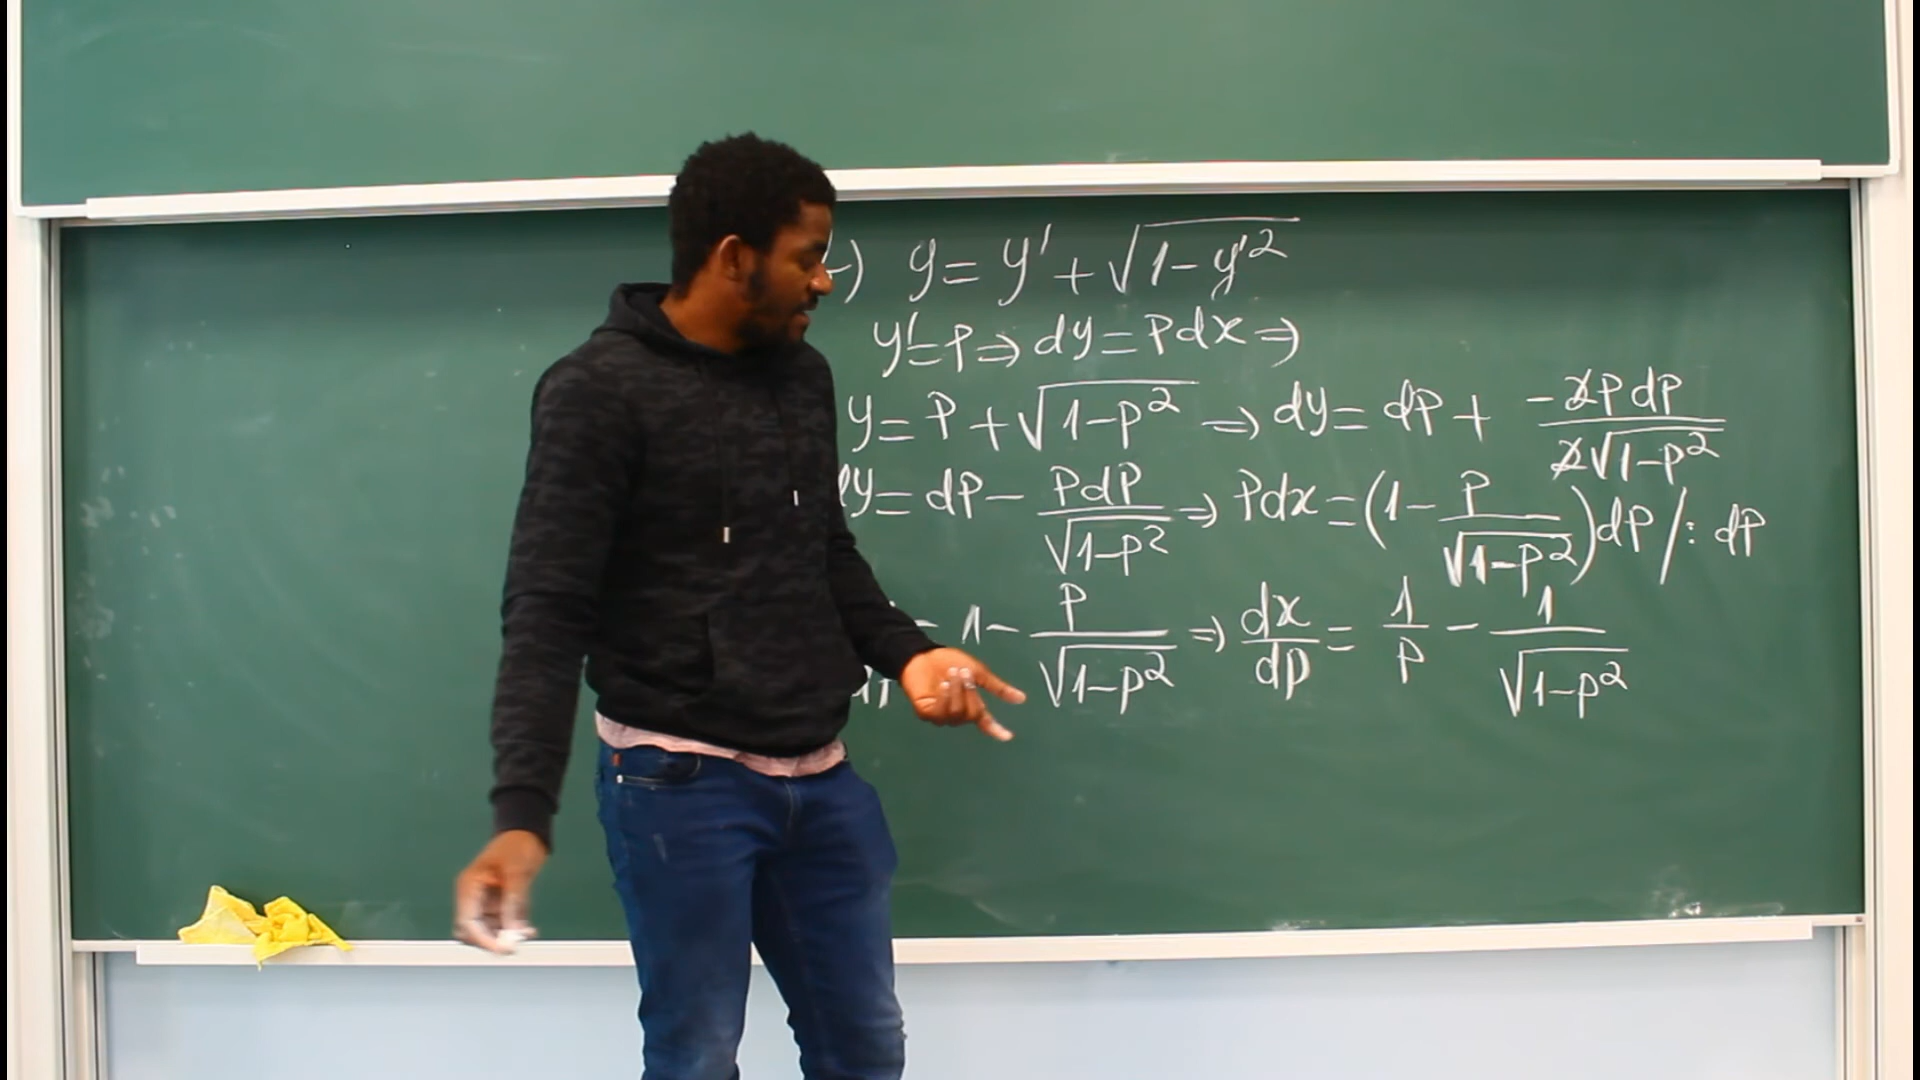 -) y = y' + √(1-y'²)
y' = p ⇒ dy = pdx ⇒
y = p + √(1-p²) ⇒ dy = dp + (-2pdp)/(2√(1-p²))
y = dp - (pdp)/√(1-p²) ⇒ pdx = (1 - p/√(1-p²))dp /: dp
- 1 - p/√(1-p²) ⇒ dx/dp = 1/p - 1/√(1-p²)